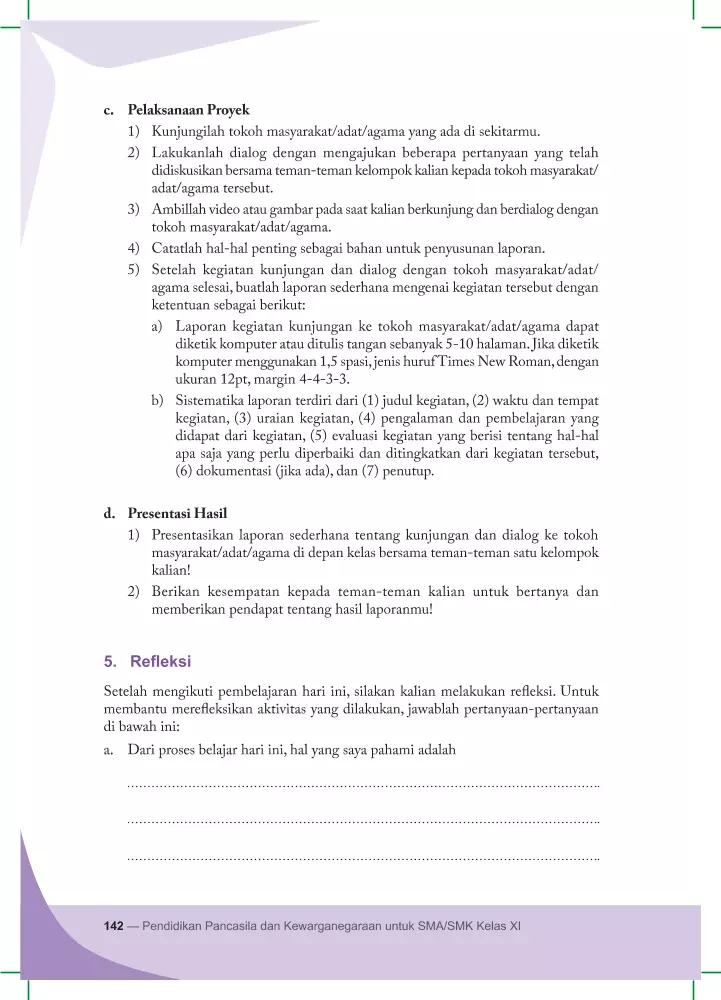 c. Pelaksanaan Proyek
1) Kunjungilah tokoh masyarakat/adat/agama yang ada di sekitarmu.
2) Lakukanlah dialog dengan mengajukan beberapa pertanyaan yang telah
didiskusikan bersama teman-teman kelompok kalian kepada tokoh masyarakat/
adat/agama tersebut.
3) Ambillah video atau gambar pada saat kalian berkunjung dan berdialog dengan
tokoh masyarakat/adat/agama.
4) Catatlah hal-hal penting sebagai bahan untuk penyusunan laporan.
5) Setelah kegiatan kunjungan dan dialog dengan tokoh masyarakat/adat/
agama selesai, buatlah laporan sederhana mengenai kegiatan tersebut dengan
ketentuan sebagai berikut:
a) Laporan kegiatan kunjungan ke tokoh masyarakat/adat/agama dapat
diketik komputer atau ditulis tangan sebanyak 5-10 halaman. Jika diketik
komputer menggunakan 1,5 spasi, jenis huruf Times New Roman, dengan
ukuran 12pt, margin 4-4-3-3.
b) Sistematika laporan terdiri dari (1) judul kegiatan, (2) waktu dan tempat
kegiatan, (3) uraian kegiatan, (4) pengalaman dan pembelajaran yang
didapat dari kegiatan, (5) evaluasi kegiatan yang berisi tentang hal-hal
apa saja yang perlu diperbaiki dan ditingkatkan dari kegiatan tersebut,
(6) dokumentasi (jika ada), dan (7) penutup.
d. Presentasi Hasil
1) Presentasikan laporan sederhana tentang kunjungan dan dialog ke tokoh
masyarakat/adat/agama di depan kelas bersama teman-teman satu kelompok
kalian!
2) Berikan kesempatan kepada teman-teman kalian untuk bertanya dan
memberikan pendapat tentang hasil laporanmu!
5. Refleksi
Setelah mengikuti pembelajaran hari ini, silakan kalian melakukan refleksi. Untuk
membantu merefleksikan aktivitas yang dilakukan, jawablah pertanyaan-pertanyaan
di bawah ini:
a. Dari proses belajar hari ini, hal yang saya pahami adalah
....................................................................................................................
....................................................................................................................
....................................................................................................................
142 — Pendidikan Pancasila dan Kewarganegaraan untuk SMA/SMK Kelas XI